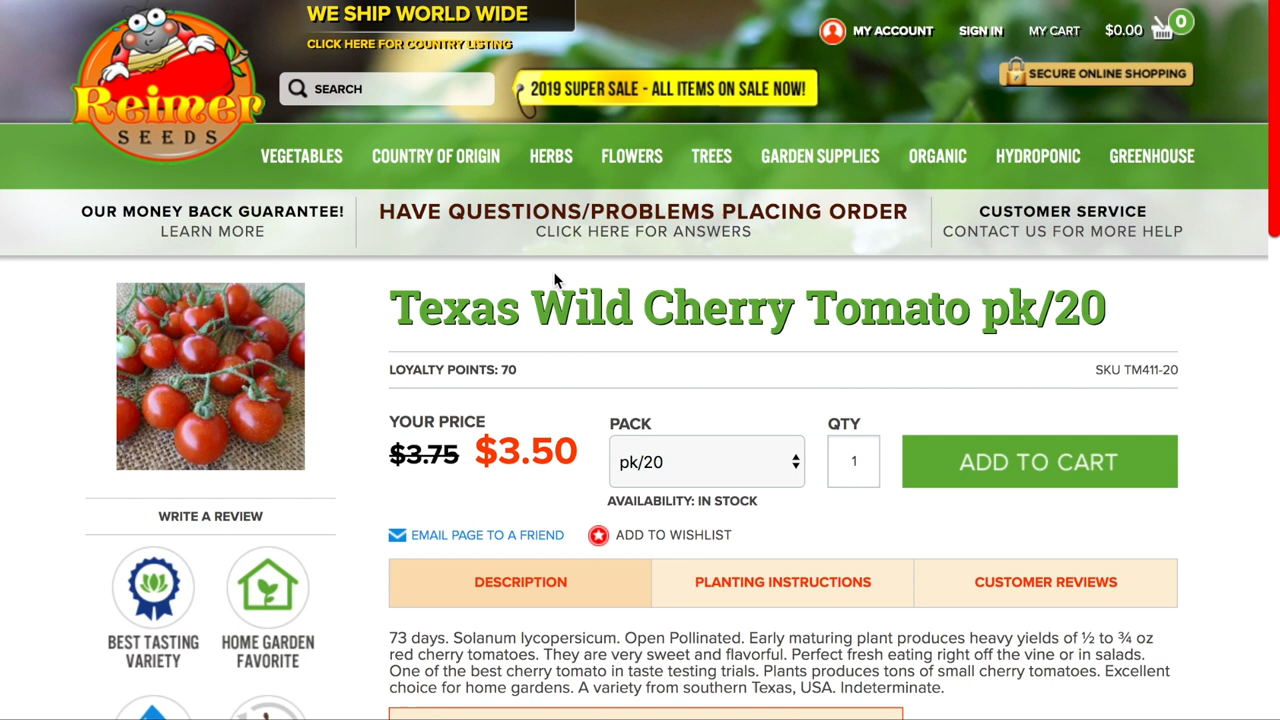 WE SHIP WORLD WIDE
CLICK HERE FOR COUNTRY LISTING
MY ACCOUNT
SIGN IN
MY CART
$0.00
0
Reimer
SEEDS
SEARCH
2019 SUPER SALE - ALL ITEMS ON SALE NOW!
SECURE ONLINE SHOPPING
VEGETABLES
COUNTRY OF ORIGIN
HERBS
FLOWERS
TREES
GARDEN SUPPLIES
ORGANIC
HYDROPONIC
GREENHOUSE
OUR MONEY BACK GUARANTEE!
LEARN MORE
HAVE QUESTIONS/PROBLEMS PLACING ORDER
CLICK HERE FOR ANSWERS
CUSTOMER SERVICE
CONTACT US FOR MORE HELP
Texas Wild Cherry Tomato pk/20
LOYALTY POINTS: 70
SKU TM411-20
YOUR PRICE
$3.75 $3.50
PACK
pk/20
AVAILABILITY: IN STOCK
QTY
1
ADD TO CART
WRITE A REVIEW
EMAIL PAGE TO A FRIEND
ADD TO WISHLIST
BEST TASTING
VARIETY
HOME GARDEN
FAVORITE
DESCRIPTION
PLANTING INSTRUCTIONS
CUSTOMER REVIEWS
73 days. Solanum lycopersicum. Open Pollinated. Early maturing plant produces heavy yields of ½ to ¾ oz
red cherry tomatoes. They are very sweet and flavorful. Perfect fresh eating right off the vine or in salads.
One of the best cherry tomato in taste testing trials. Plants produces tons of small cherry tomatoes. Excellent
choice for home gardens. A variety from southern Texas, USA. Indeterminate.